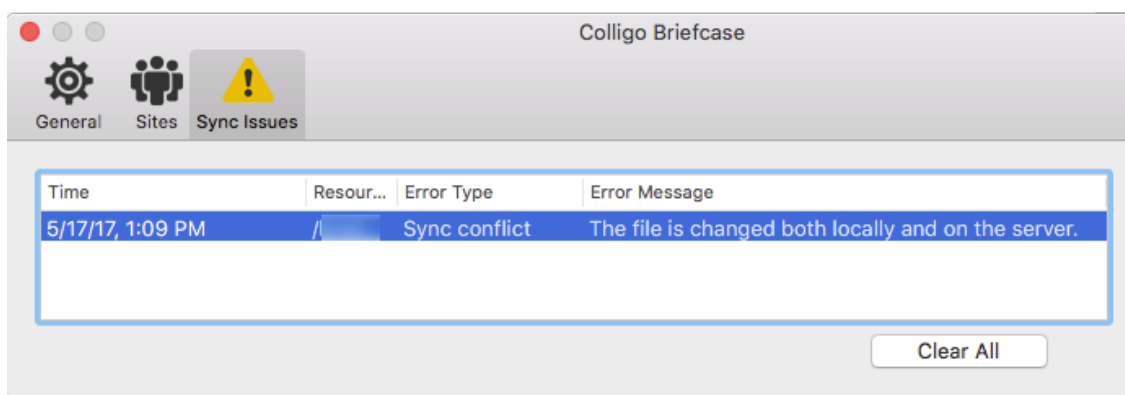 Colligo Briefcase
General Sites Sync Issues
Time Resour... Error Type Error Message
5/17/17, 1:09 PM / Sync conflict The file is changed both locally and on the server.
Clear All